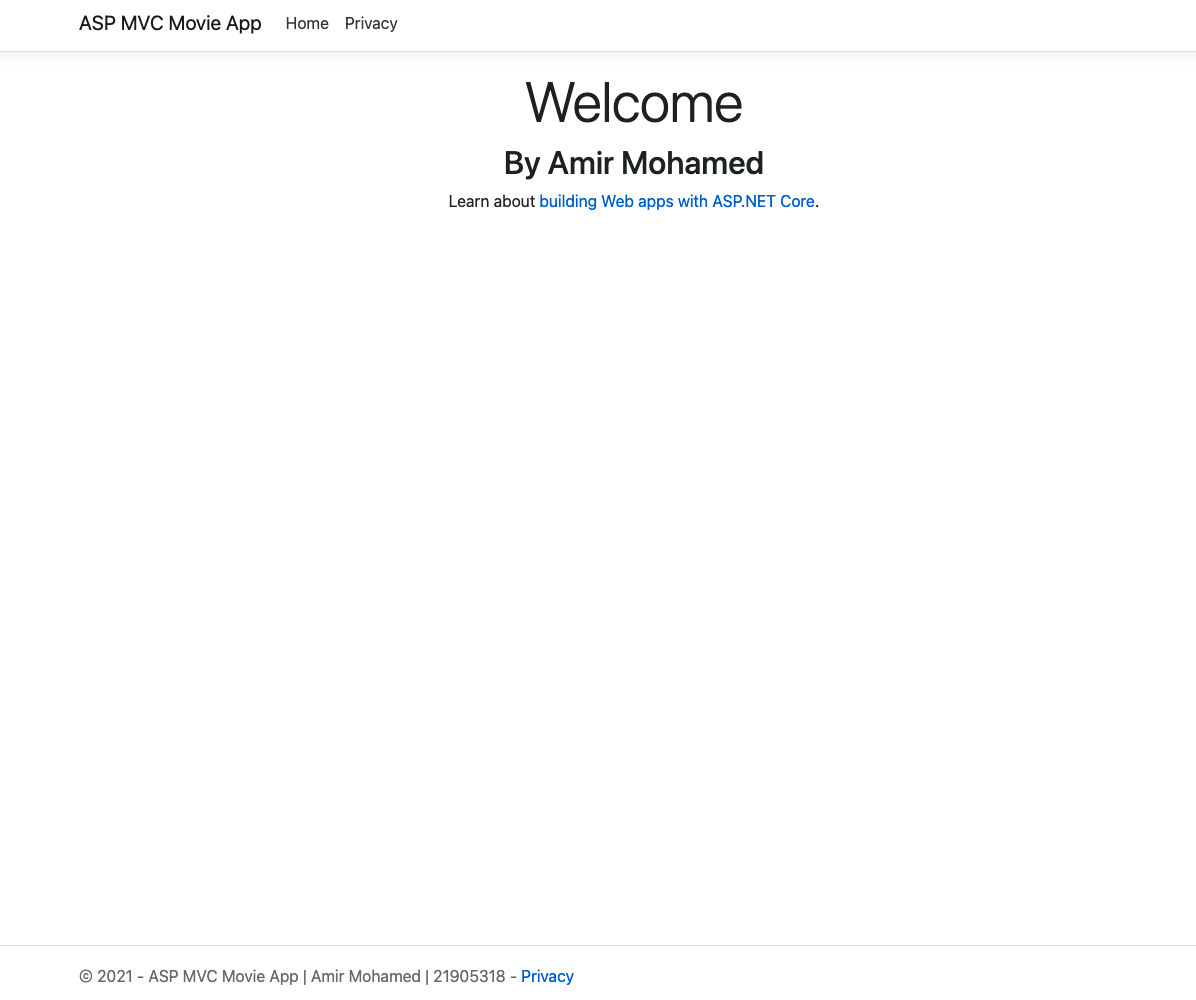 ASP MVC Movie App Home Privacy
Welcome
By Amir Mohamed
Learn about building Web apps with ASP.NET Core.
© 2021 - ASP MVC Movie App | Amir Mohamed | 21905318 - Privacy